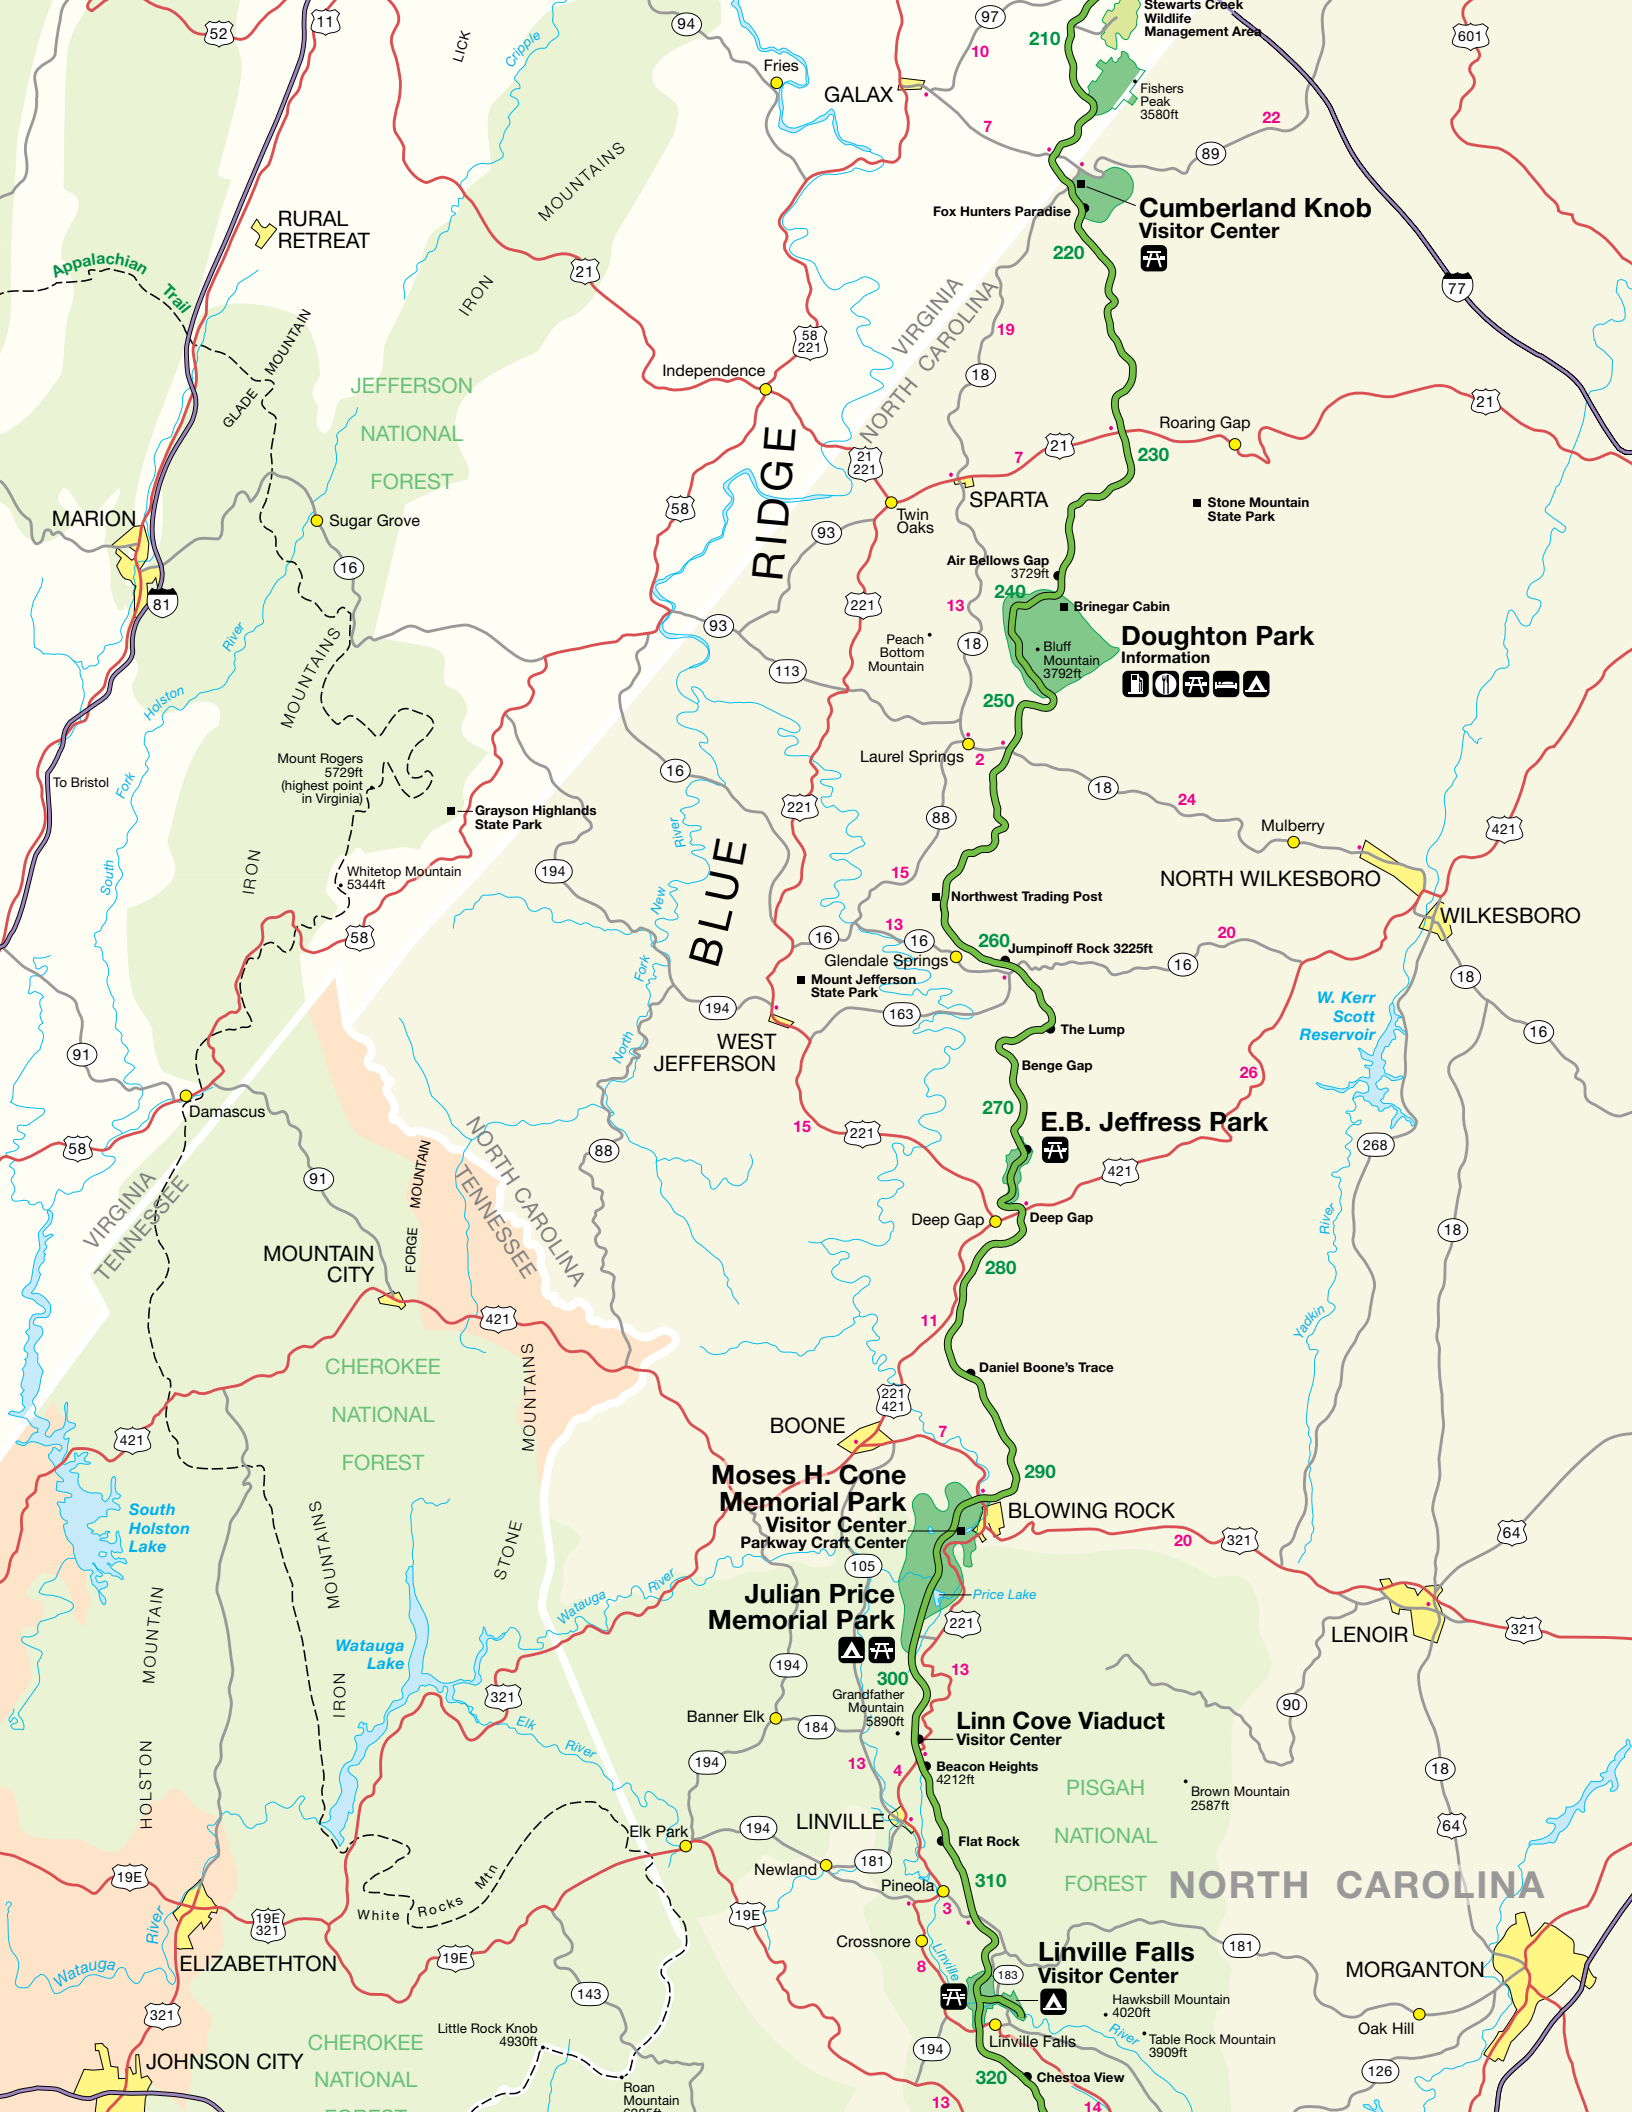 Stewarts Creek
Wildlife
Management Area
52
11
94
97
210
601
LICK
Cripple
10
Fries
GALAX
Fishers
Peak
3580ft
22
7
89
MOUNTAINS
Cumberland Knob
Visitor Center
Fox Hunters Paradise
RURAL
RETREAT
220
Appalachian
Trail
21
IRON
77
VIRGINIA
NORTH CAROLINA
19
58
221
GLADE MOUNTAIN
Independence
18
JEFFERSON
NATIONAL
FOREST
21
Roaring Gap
21
7
230
21
221
RIDGE
BLUE
SPARTA
Stone Mountain
State Park
58
Twin
Oaks
MARION
Sugar Grove
93
16
Air Bellows Gap
3729ft
240
81
221
13
Brinegar Cabin
93
Peach
Bottom
Mountain
18
Bluff
Mountain
3792ft
Doughton Park
Information
River
Holston
Fork
South
MOUNTAINS
113
250
Mount Rogers
5729ft
(highest point
in Virginia)
To Bristol
Laurel Springs
2
16
18
24
Grayson Highlands
State Park
221
88
Mulberry
421
River
New
Fork
North
IRON
Whitetop Mountain
5344ft
194
15
NORTH WILKESBORO
Northwest Trading Post
WILKESBORO
58
13
16
16
260
Jumpinoff Rock 3225ft
20
Glendale Springs
16
18
Mount Jefferson
State Park
194
163
W. Kerr
Scott
Reservoir
The Lump
WEST
JEFFERSON
16
91
Benge Gap
26
Damascus
270
E.B. Jeffress Park
15
221
58
88
268
NORTH CAROLINA
TENNESSEE
421
91
FORGE MOUNTAIN
VIRGINIA
TENNESSEE
Deep Gap
Deep Gap
River
Yadkin
18
MOUNTAIN
CITY
280
421
11
CHEROKEE
NATIONAL
FOREST
STONE
MOUNTAINS
Daniel Boone's Trace
221
421
BOONE
7
421
290
Moses H. Cone
Memorial Park
Visitor Center
Parkway Craft Center
BLOWING ROCK
South
Holston
Lake
20
321
64
105
Julian Price
Memorial Park
Price Lake
Watauga
River
HOLSTON MOUNTAIN
IRON MOUNTAINS
Watauga
Lake
221
LENOIR
321
194
13
300
321
Grandfather
Mountain
5890ft
90
Banner Elk
184
Linn Cove Viaduct
Visitor Center
Elk
River
194
13
4
Beacon Heights
4212ft
18
PISGAH
NATIONAL
FOREST
Brown Mountain
2587ft
LINVILLE
64
194
Elk Park
Flat Rock
181
Newland
Pineola
310
NORTH CAROLINA
19E
White Rocks Mtn
3
19E
19E
321
River
Watauga
Crossnore
Linville
River
8
Linville Falls
Visitor Center
181
19E
ELIZABETHTON
MORGANTON
183
143
Hawksbill Mountain
4020ft
321
Oak Hill
Little Rock Knob
4930ft
Linville Falls
Table Rock Mountain
3909ft
CHEROKEE
NATIONAL
FOREST
JOHNSON CITY
194
126
320
Chestoa View
Roan
Mountain
13
14